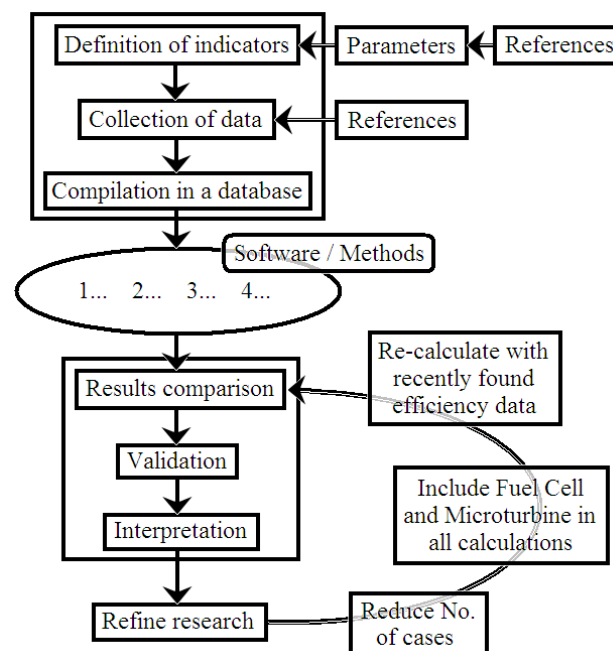 Definition of indicators
Parameters
References
Collection of data
References
Compilation in a database
Software / Methods
1... 2... 3... 4...
Re-calculate with
recently found
efficiency data
Results comparison
Validation
Include Fuel Cell
and Microturbine in
all calculations
Interpretation
Refine research
Reduce No.
of cases